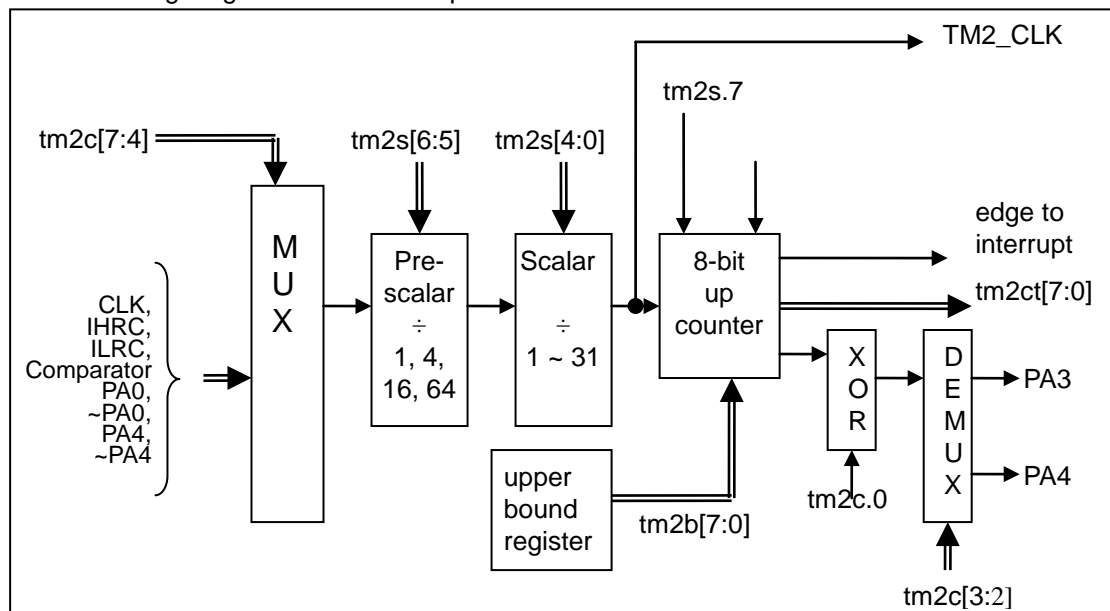 TM2_CLK
tm2s.7
tm2c[7:4]
tm2s[6:5]
tm2s[4:0]
edge to
interrupt
M
U
X
Pre-
scalar
÷
1, 4,
16, 64
Scalar
÷
1 ~ 31
8-bit
up
counter
tm2ct[7:0]
CLK,
IHRC,
ILRC,
Comparator
PA0,
~PA0,
PA4,
~PA4
X
O
R
D
E
M
U
X
PA3
PA4
upper
bound
register
tm2b[7:0]
tm2c.0
tm2c[3:2]